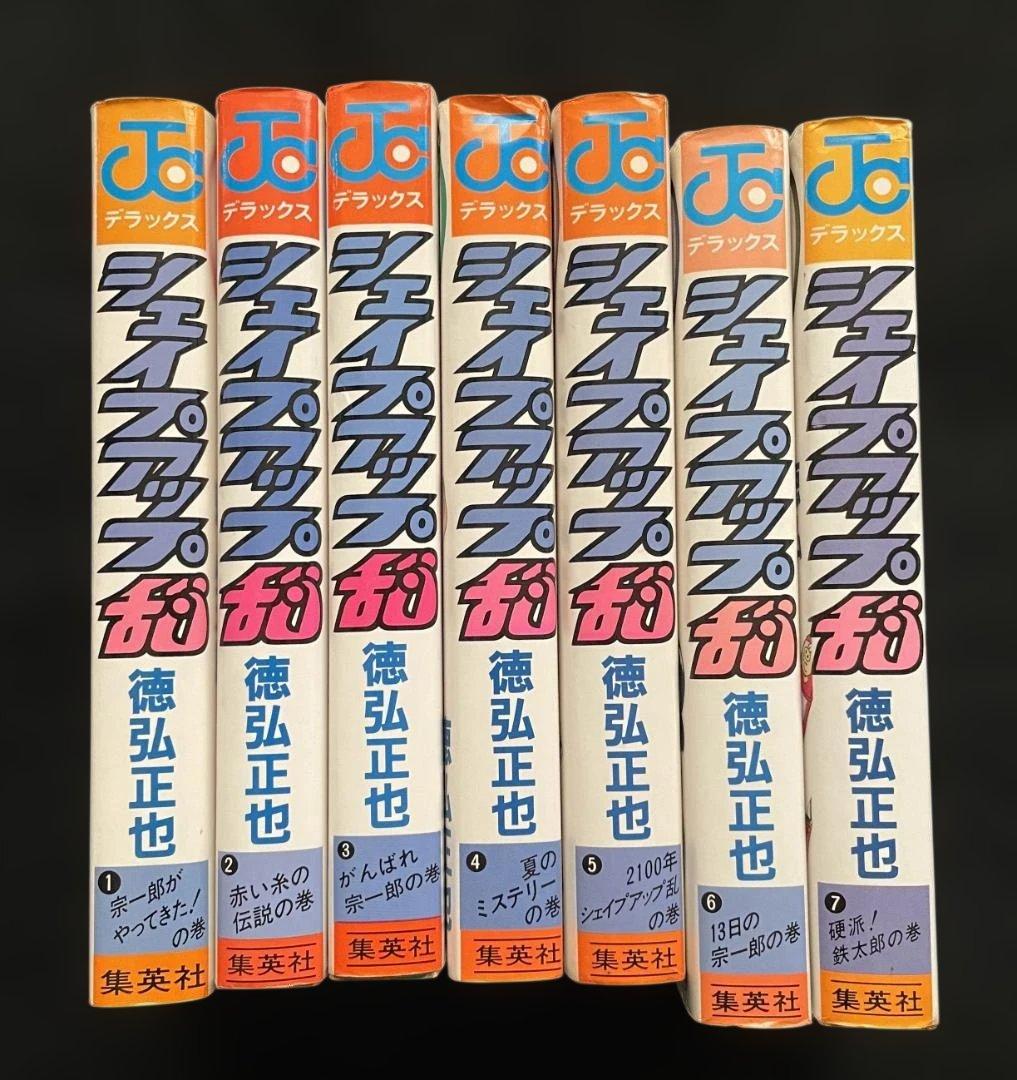 JC
デラックス
シェイプアップ
乱
徳弘正也
1
宗一郎が
やってきた!
の巻
集英社
JC
デラックス
シェイプアップ
乱
徳弘正也
2
赤い糸の
伝説の巻
集英社
JC
デラックス
シェイプアップ
乱
徳弘正也
3
がんばれ
宗一郎の巻
集英社
JC
デラックス
シェイプアップ
乱
徳弘正也
4
夏の
ミステリー
の巻
集英社
JC
デラックス
シェイプアップ
乱
徳弘正也
5
2100年
シェイプアップ乱
の巻
集英社
JC
デラックス
シェイプアップ
乱
徳弘正也
6
13日の
宗一郎の巻
集英社
JC
デラックス
シェイプアップ
乱
徳弘正也
7
硬派!
鉄太郎の巻
集英社